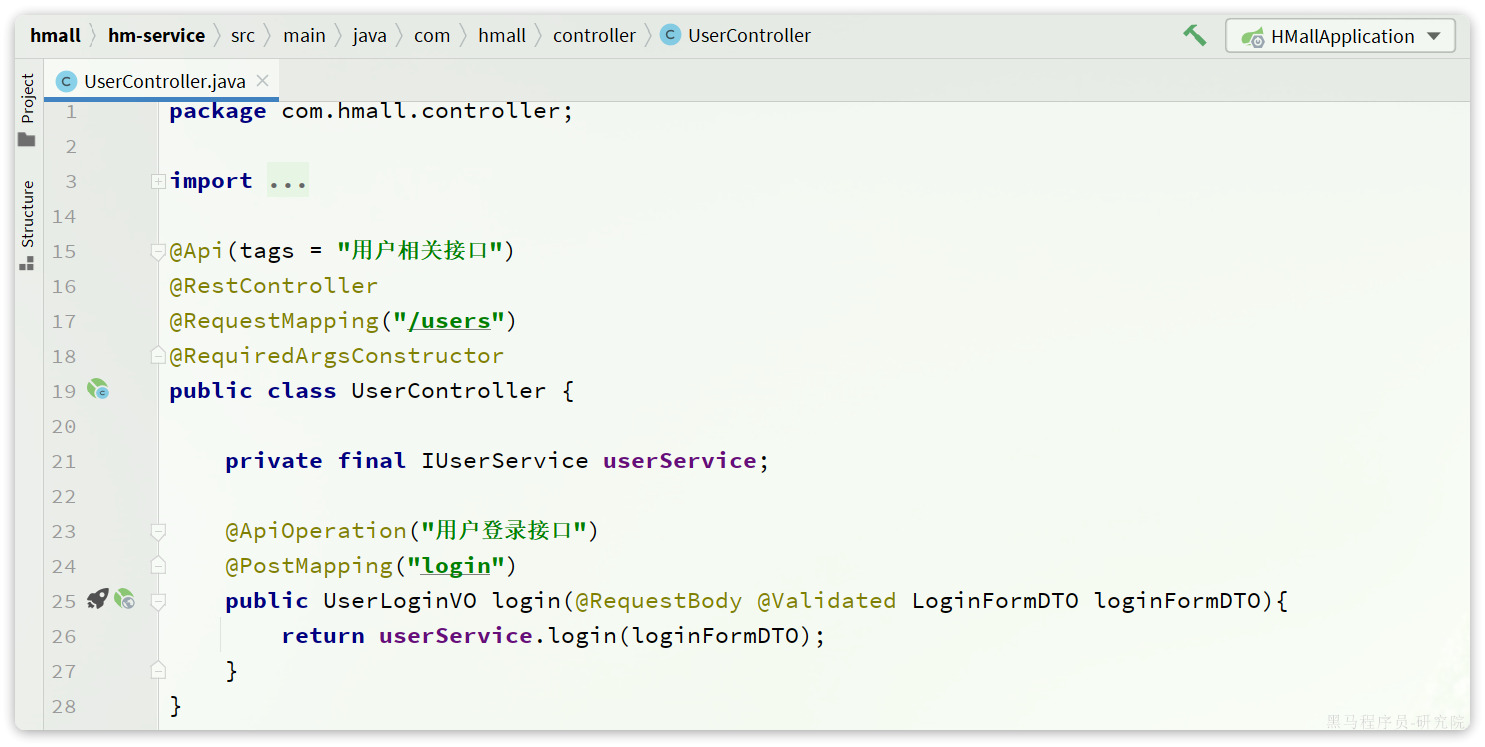 hmall hm-service src main java com hmall controller C UserController HMallApplication
Project
Structure
C UserController.java
1 package com.hmall.controller;
2
3 import ...
14
15 @Api(tags = "用户相关接口")
16 @RestController
17 @RequestMapping("/users")
18 @RequiredArgsConstructor
19 public class UserController {
20
21 private final IUserService userService;
22
23 @ApiOperation("用户登录接口")
24 @PostMapping("login")
25 public UserLoginVO login(@RequestBody @Validated LoginFormDTO loginFormDTO){
26 return userService.login(loginFormDTO);
27 }
28 }
黑马程序员-研究院